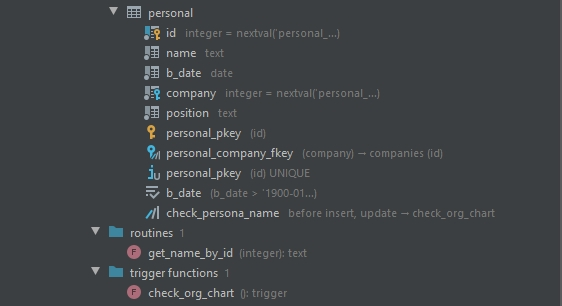 personal
id integer = nextval('personal_...)
name text
b_date date
company integer = nextval('personal_...)
position text
personal_pkey (id)
personal_company_fkey (company) → companies (id)
personal_pkey (id) UNIQUE
b_date (b_date > '1900-01...)
check_persona_name before insert, update → check_org_chart
routines 1
get_name_by_id (integer): text
trigger functions 1
check_org_chart (): trigger